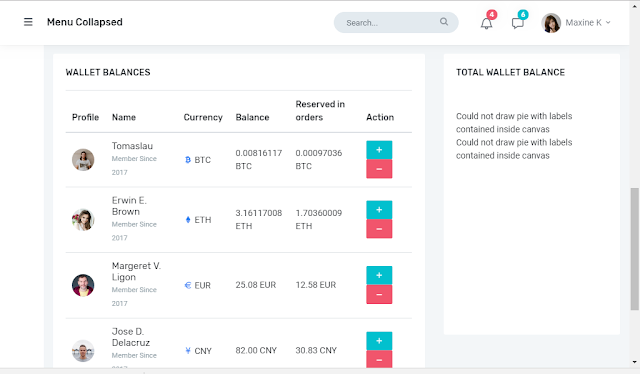 Menu Collapsed
Search...
4
6
Maxine K
WALLET BALANCES
Profile Name Currency Balance Reserved in orders Action
Tomaslau
Member Since
2017
BTC
0.00816117
BTC
0.00097036
BTC
+
−
Erwin E.
Brown
Member Since
2017
ETH
3.16117008
ETH
1.70360009
ETH
+
−
Margeret V.
Ligon
Member Since
2017
€ EUR
25.08 EUR
12.58 EUR
+
−
Jose D.
Delacruz
Member Since
2017
¥ CNY
82.00 CNY
30.83 CNY
+
−
TOTAL WALLET BALANCE
Could not draw pie with labels
contained inside canvas
Could not draw pie with labels
contained inside canvas